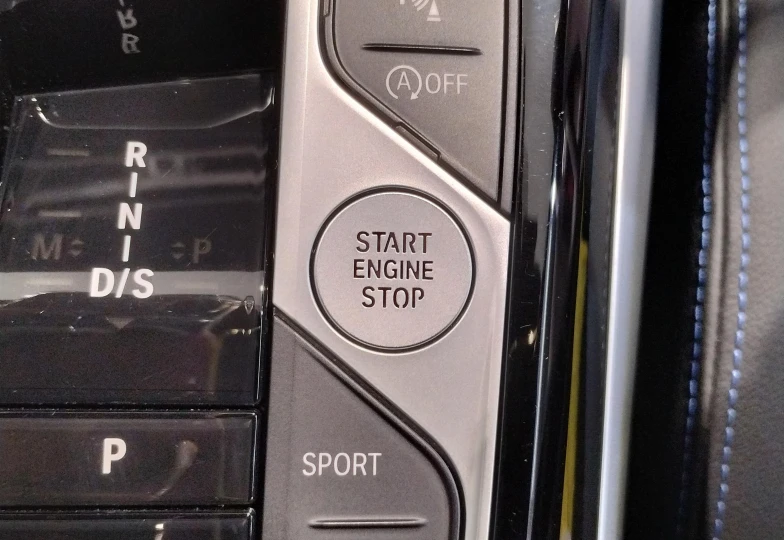 A OFF
R
N
M P
D/S
START
ENGINE
STOP
P
SPORT